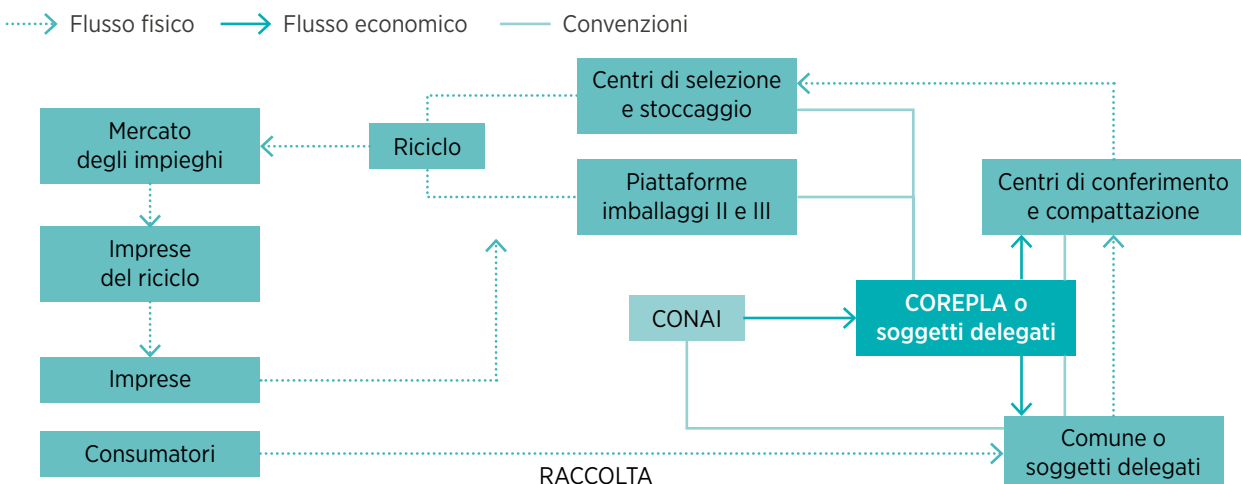 Flusso fisico
Flusso economico
Convenzioni
Centri di selezione
e stoccaggio
Mercato
degli impieghi
Riciclo
Piattaforme
imballaggi II e III
Centri di conferimento
e compattazione
Imprese
del riciclo
CONAI
COREPLA o
soggetti delegati
Imprese
Consumatori
RACCOLTA
Comune o
soggetti delegati